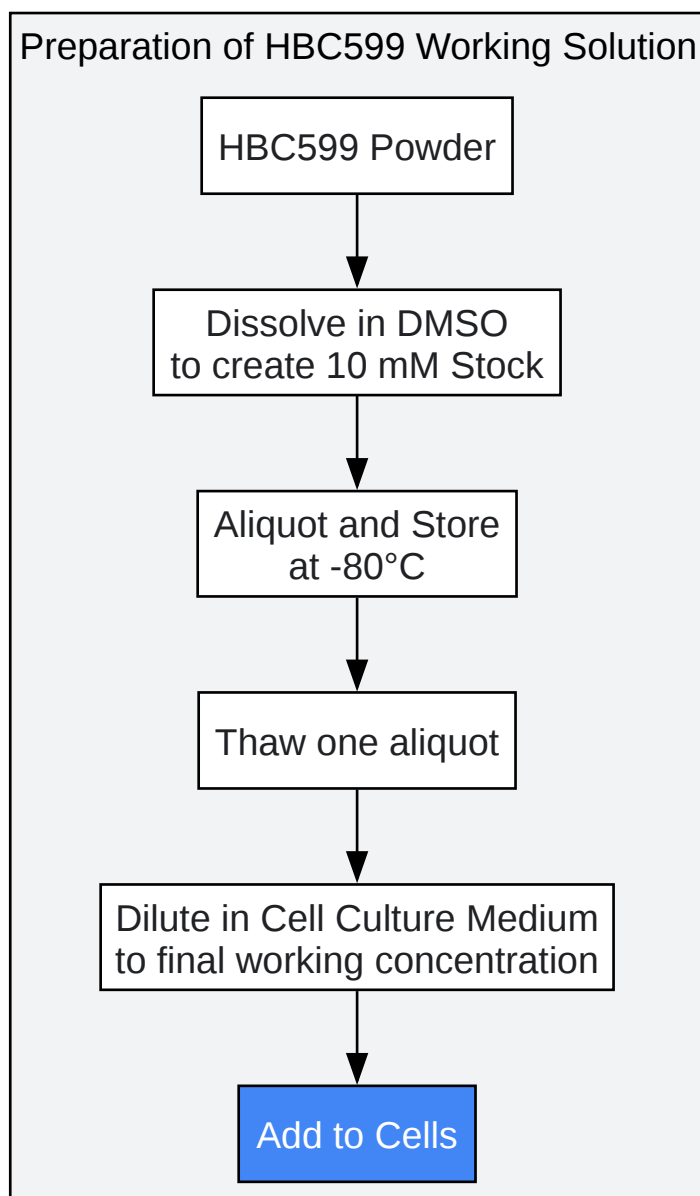 Preparation of HBC599 Working Solution
HBC599 Powder
Dissolve in DMSO
to create 10 mM Stock
Aliquot and Store
at -80°C
Thaw one aliquot
Dilute in Cell Culture Medium
to final working concentration
Add to Cells